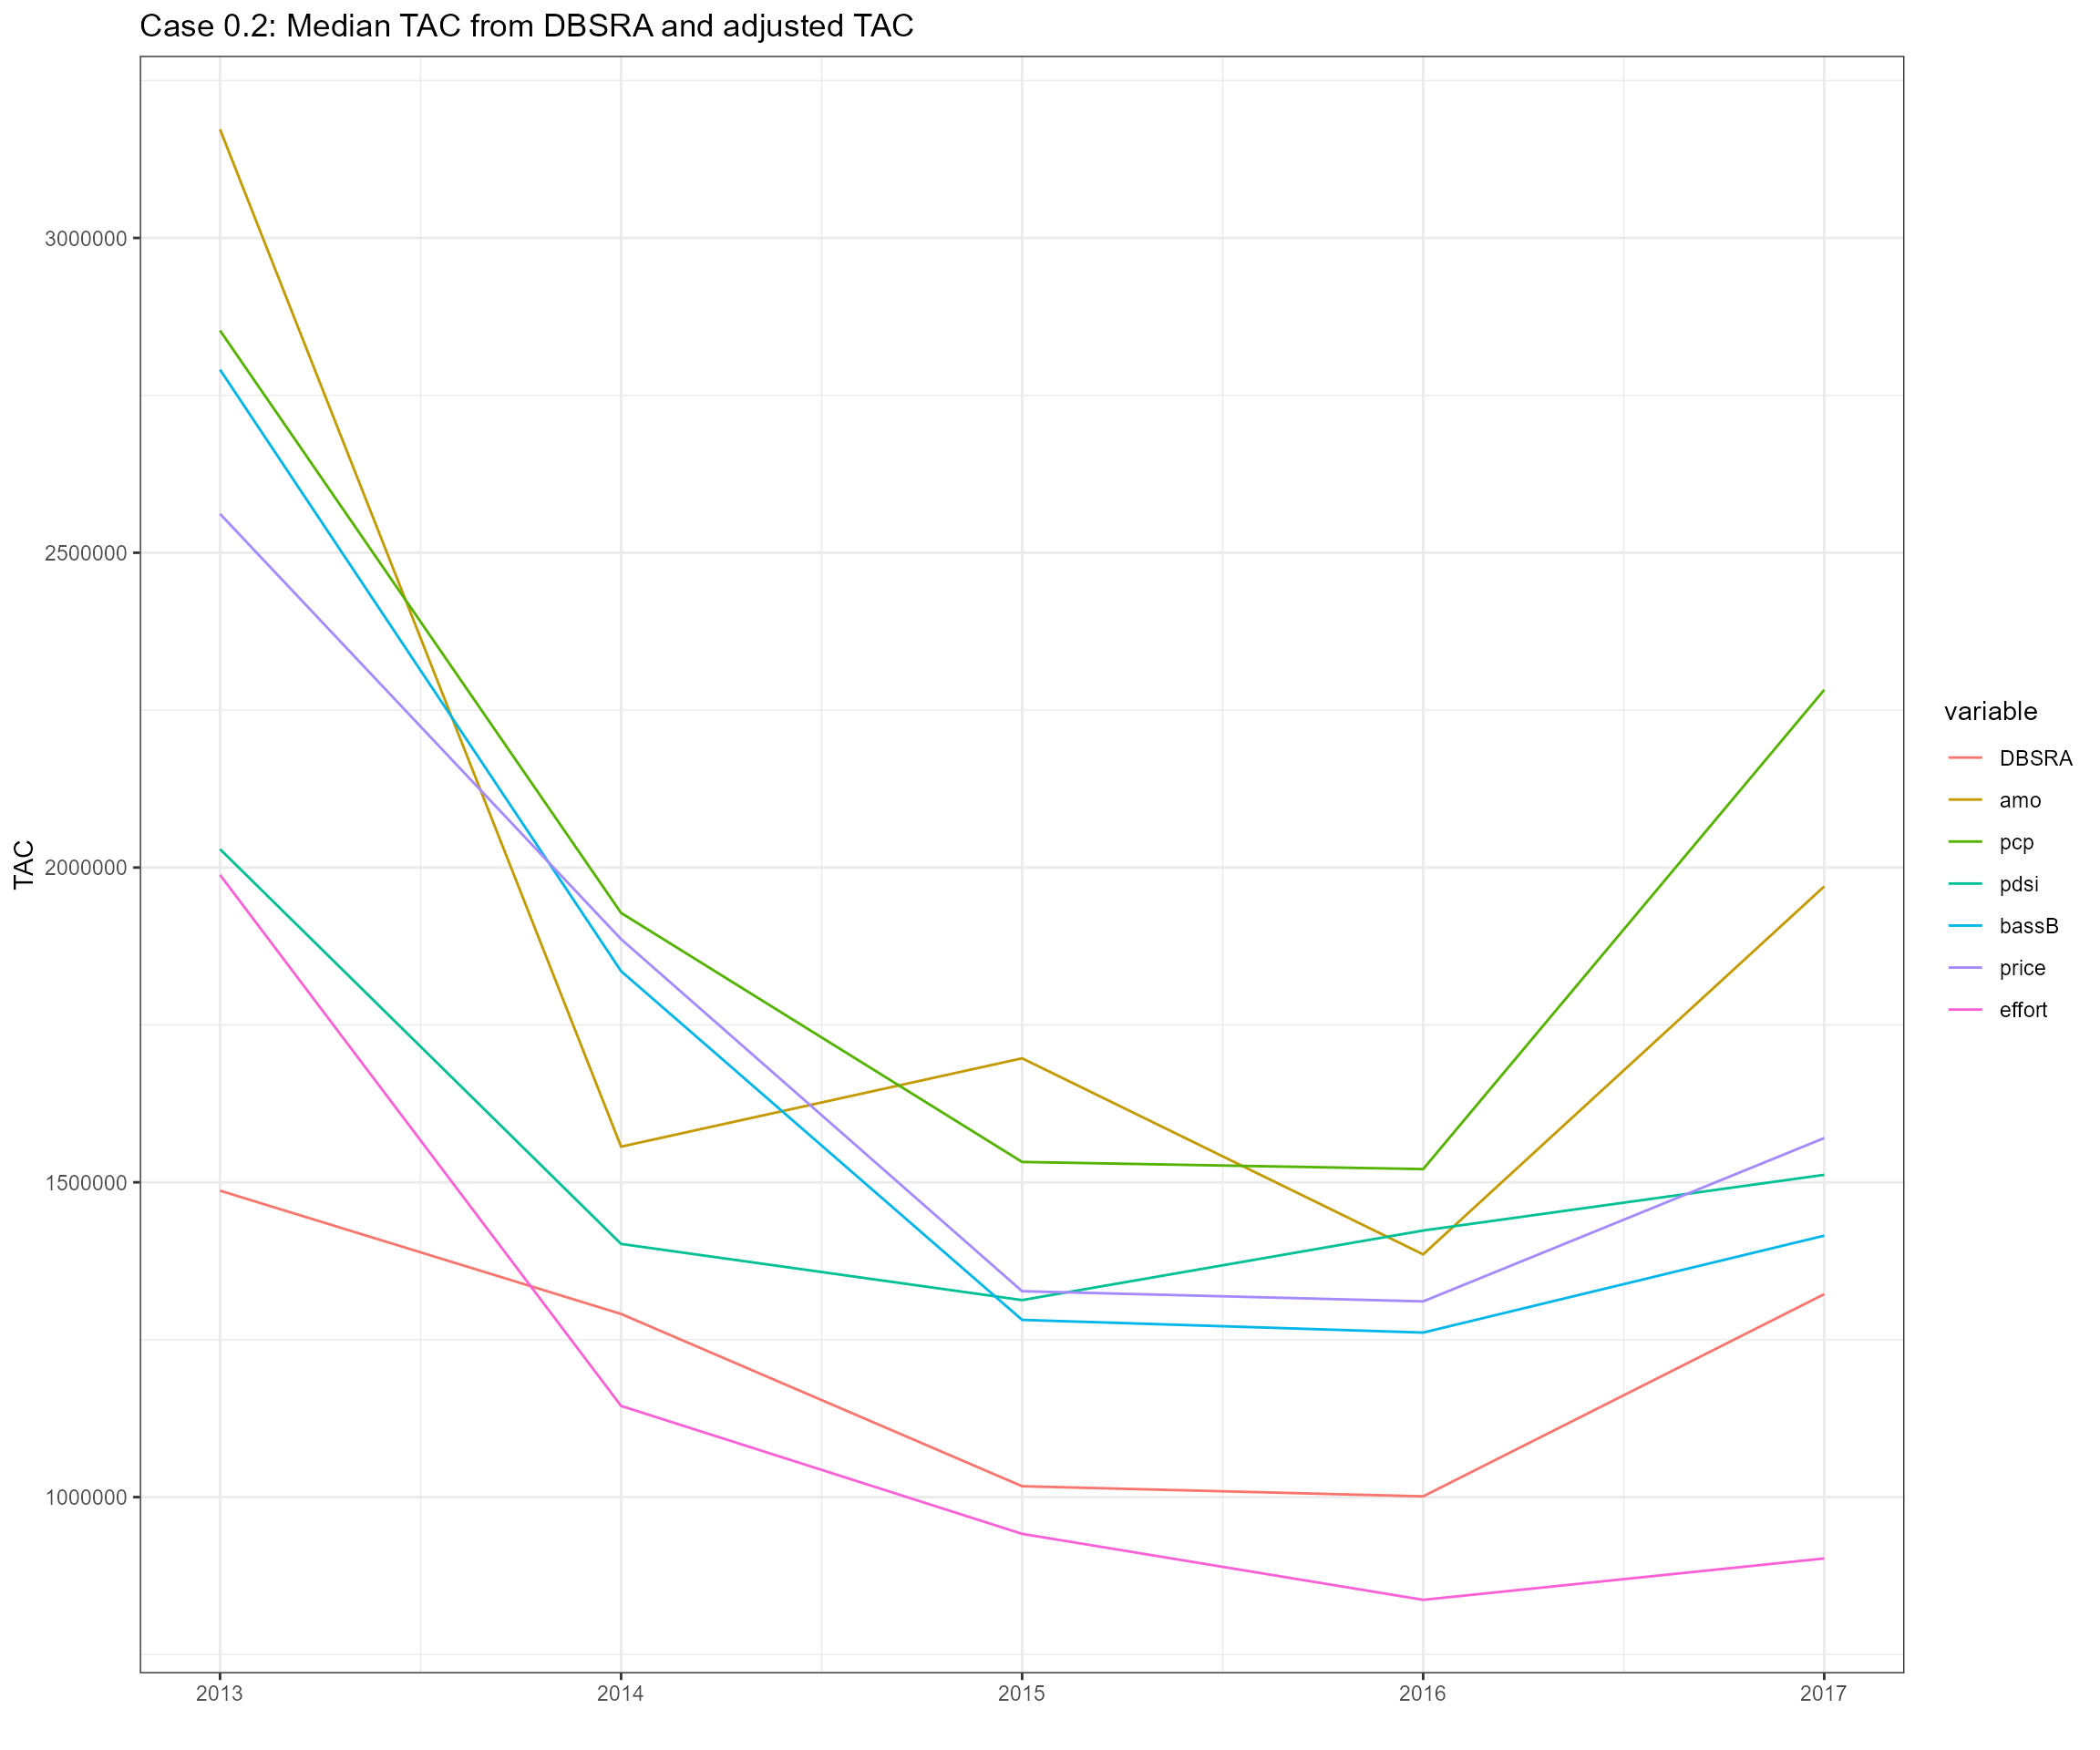 Case 0.2: Median TAC from DBSRA and adjusted TAC
3000000
2500000
2000000
1500000
1000000
TAC
2013
2014
2015
2016
2017
variable
DBSRA
amo
pcp
pdsi
bassB
price
effort